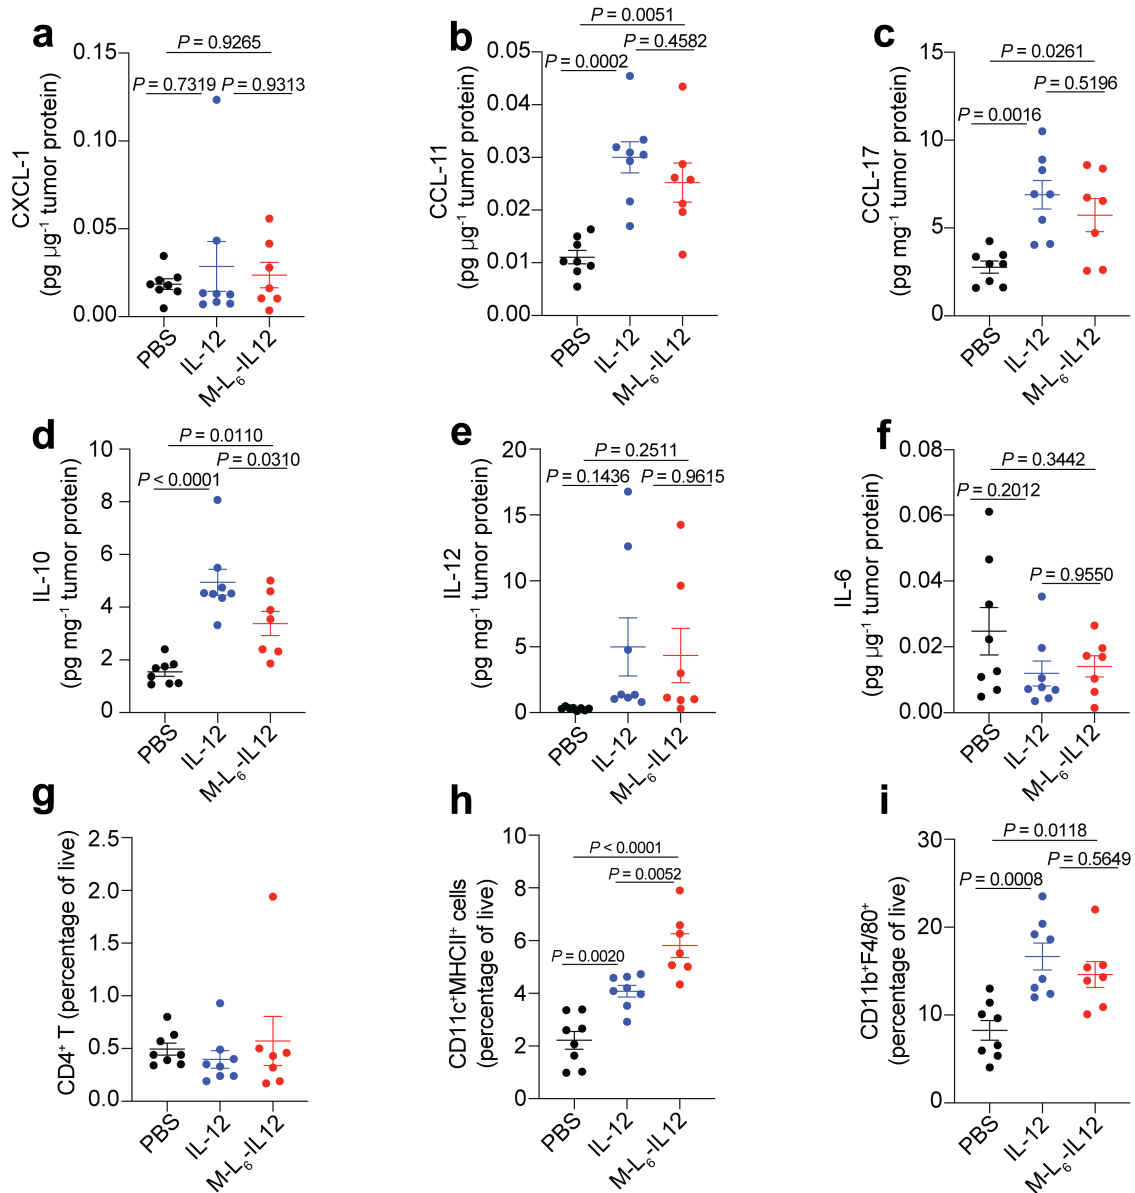 a
P = 0.9265
P = 0.7319
P = 0.9313
CXCL-1
(pg µg⁻¹ tumor protein)
0.15
0.10
0.05
0.00
PBS
IL-12
M-L₆-IL12
b
P = 0.0051
P = 0.4582
P = 0.0002
CCL-11
(pg µg⁻¹ tumor protein)
0.05
0.04
0.03
0.02
0.01
0.00
PBS
IL-12
M-L₆-IL12
c
P = 0.0261
P = 0.5196
P = 0.0016
CCL-17
(pg mg⁻¹ tumor protein)
15
10
5
0
PBS
IL-12
M-L₆-IL12
d
P = 0.0110
P = 0.0310
P < 0.0001
IL-10
(pg mg⁻¹ tumor protein)
10
8
6
4
2
0
PBS
IL-12
M-L₆-IL12
e
P = 0.2511
P = 0.1436
P = 0.9615
IL-12
(pg mg⁻¹ tumor protein)
20
15
10
5
0
PBS
IL-12
M-L₆-IL12
f
P = 0.3442
P = 0.2012
P = 0.9550
IL-6
(pg µg⁻¹ tumor protein)
0.08
0.06
0.04
0.02
0.00
PBS
IL-12
M-L₆-IL12
g
CD4⁺ T (percentage of live)
2.5
2.0
1.5
1.0
0.5
0.0
PBS
IL-12
M-L₆-IL12
h
P < 0.0001
P = 0.0052
P = 0.0020
CD11c⁺MHCII⁺ cells
(percentage of live)
10
8
6
4
2
0
PBS
IL-12
M-L₆-IL12
i
P = 0.0118
P = 0.5649
P = 0.0008
CD11b⁺F4/80⁺
(percentage of live)
30
20
10
0
PBS
IL-12
M-L₆-IL12